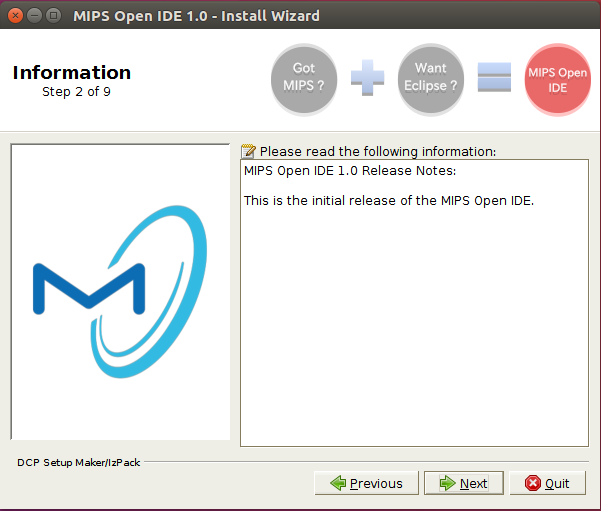 MIPS Open IDE 1.0 - Install Wizard
Information
Step 2 of 9
Got
MIPS ?
Want
Eclipse ?
MIPS Open
IDE
Please read the following information:
MIPS Open IDE 1.0 Release Notes:
This is the initial release of the MIPS Open IDE.
DCP Setup Maker/IzPack
Previous
Next
Quit